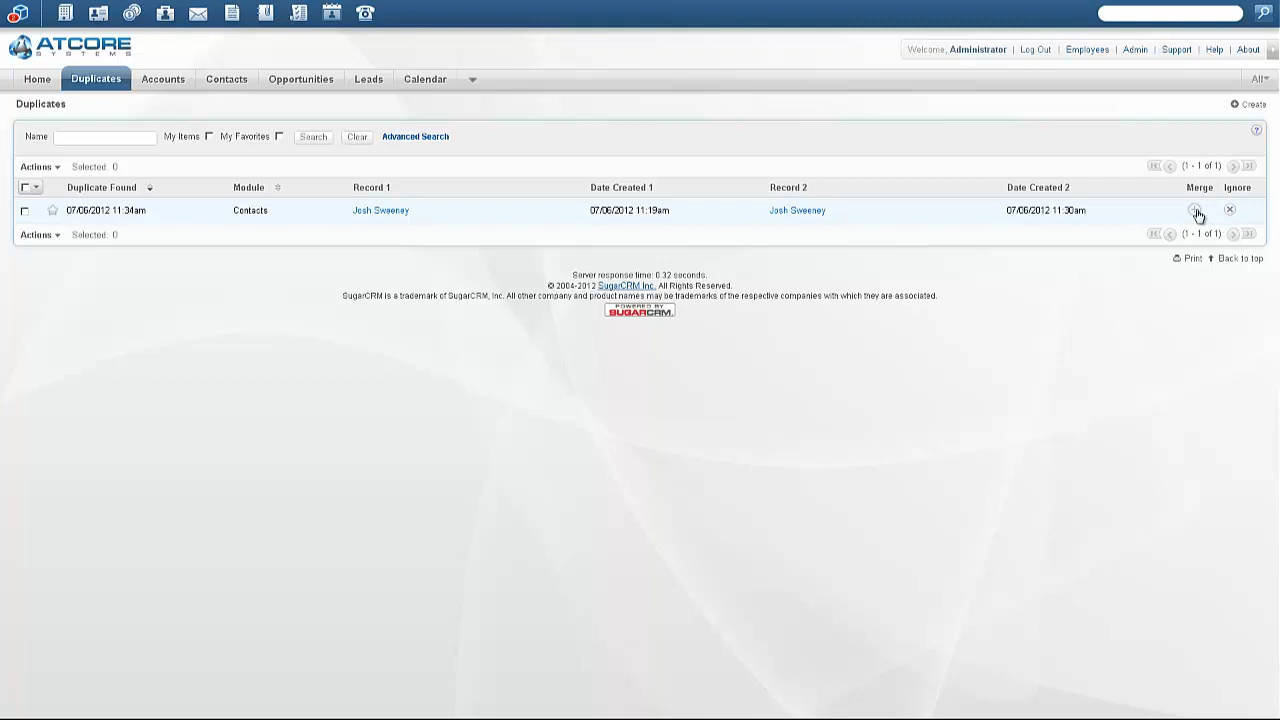 2
ATCORE
SYSTEMS
Welcome, Administrator | Log Out | Employees | Admin | Support | Help | About
Home Duplicates Accounts Contacts Opportunities Leads Calendar All
Duplicates Create
Name My Items My Favorites Search Clear Advanced Search ?
Actions Selected: 0 (1 - 1 of 1)
Duplicate Found Module Record 1 Date Created 1 Record 2 Date Created 2 Merge Ignore
07/06/2012 11:34am Contacts Josh Sweeney 07/06/2012 11:19am Josh Sweeney 07/06/2012 11:30am
Actions Selected: 0 (1 - 1 of 1)
Print Back to top
Server response time: 0.32 seconds.
© 2004-2012 SugarCRM Inc. All Rights Reserved.
SugarCRM is a trademark of SugarCRM, Inc. All other company and product names may be trademarks of the respective companies with which they are associated.
POWERED BY
SUGARCRM.